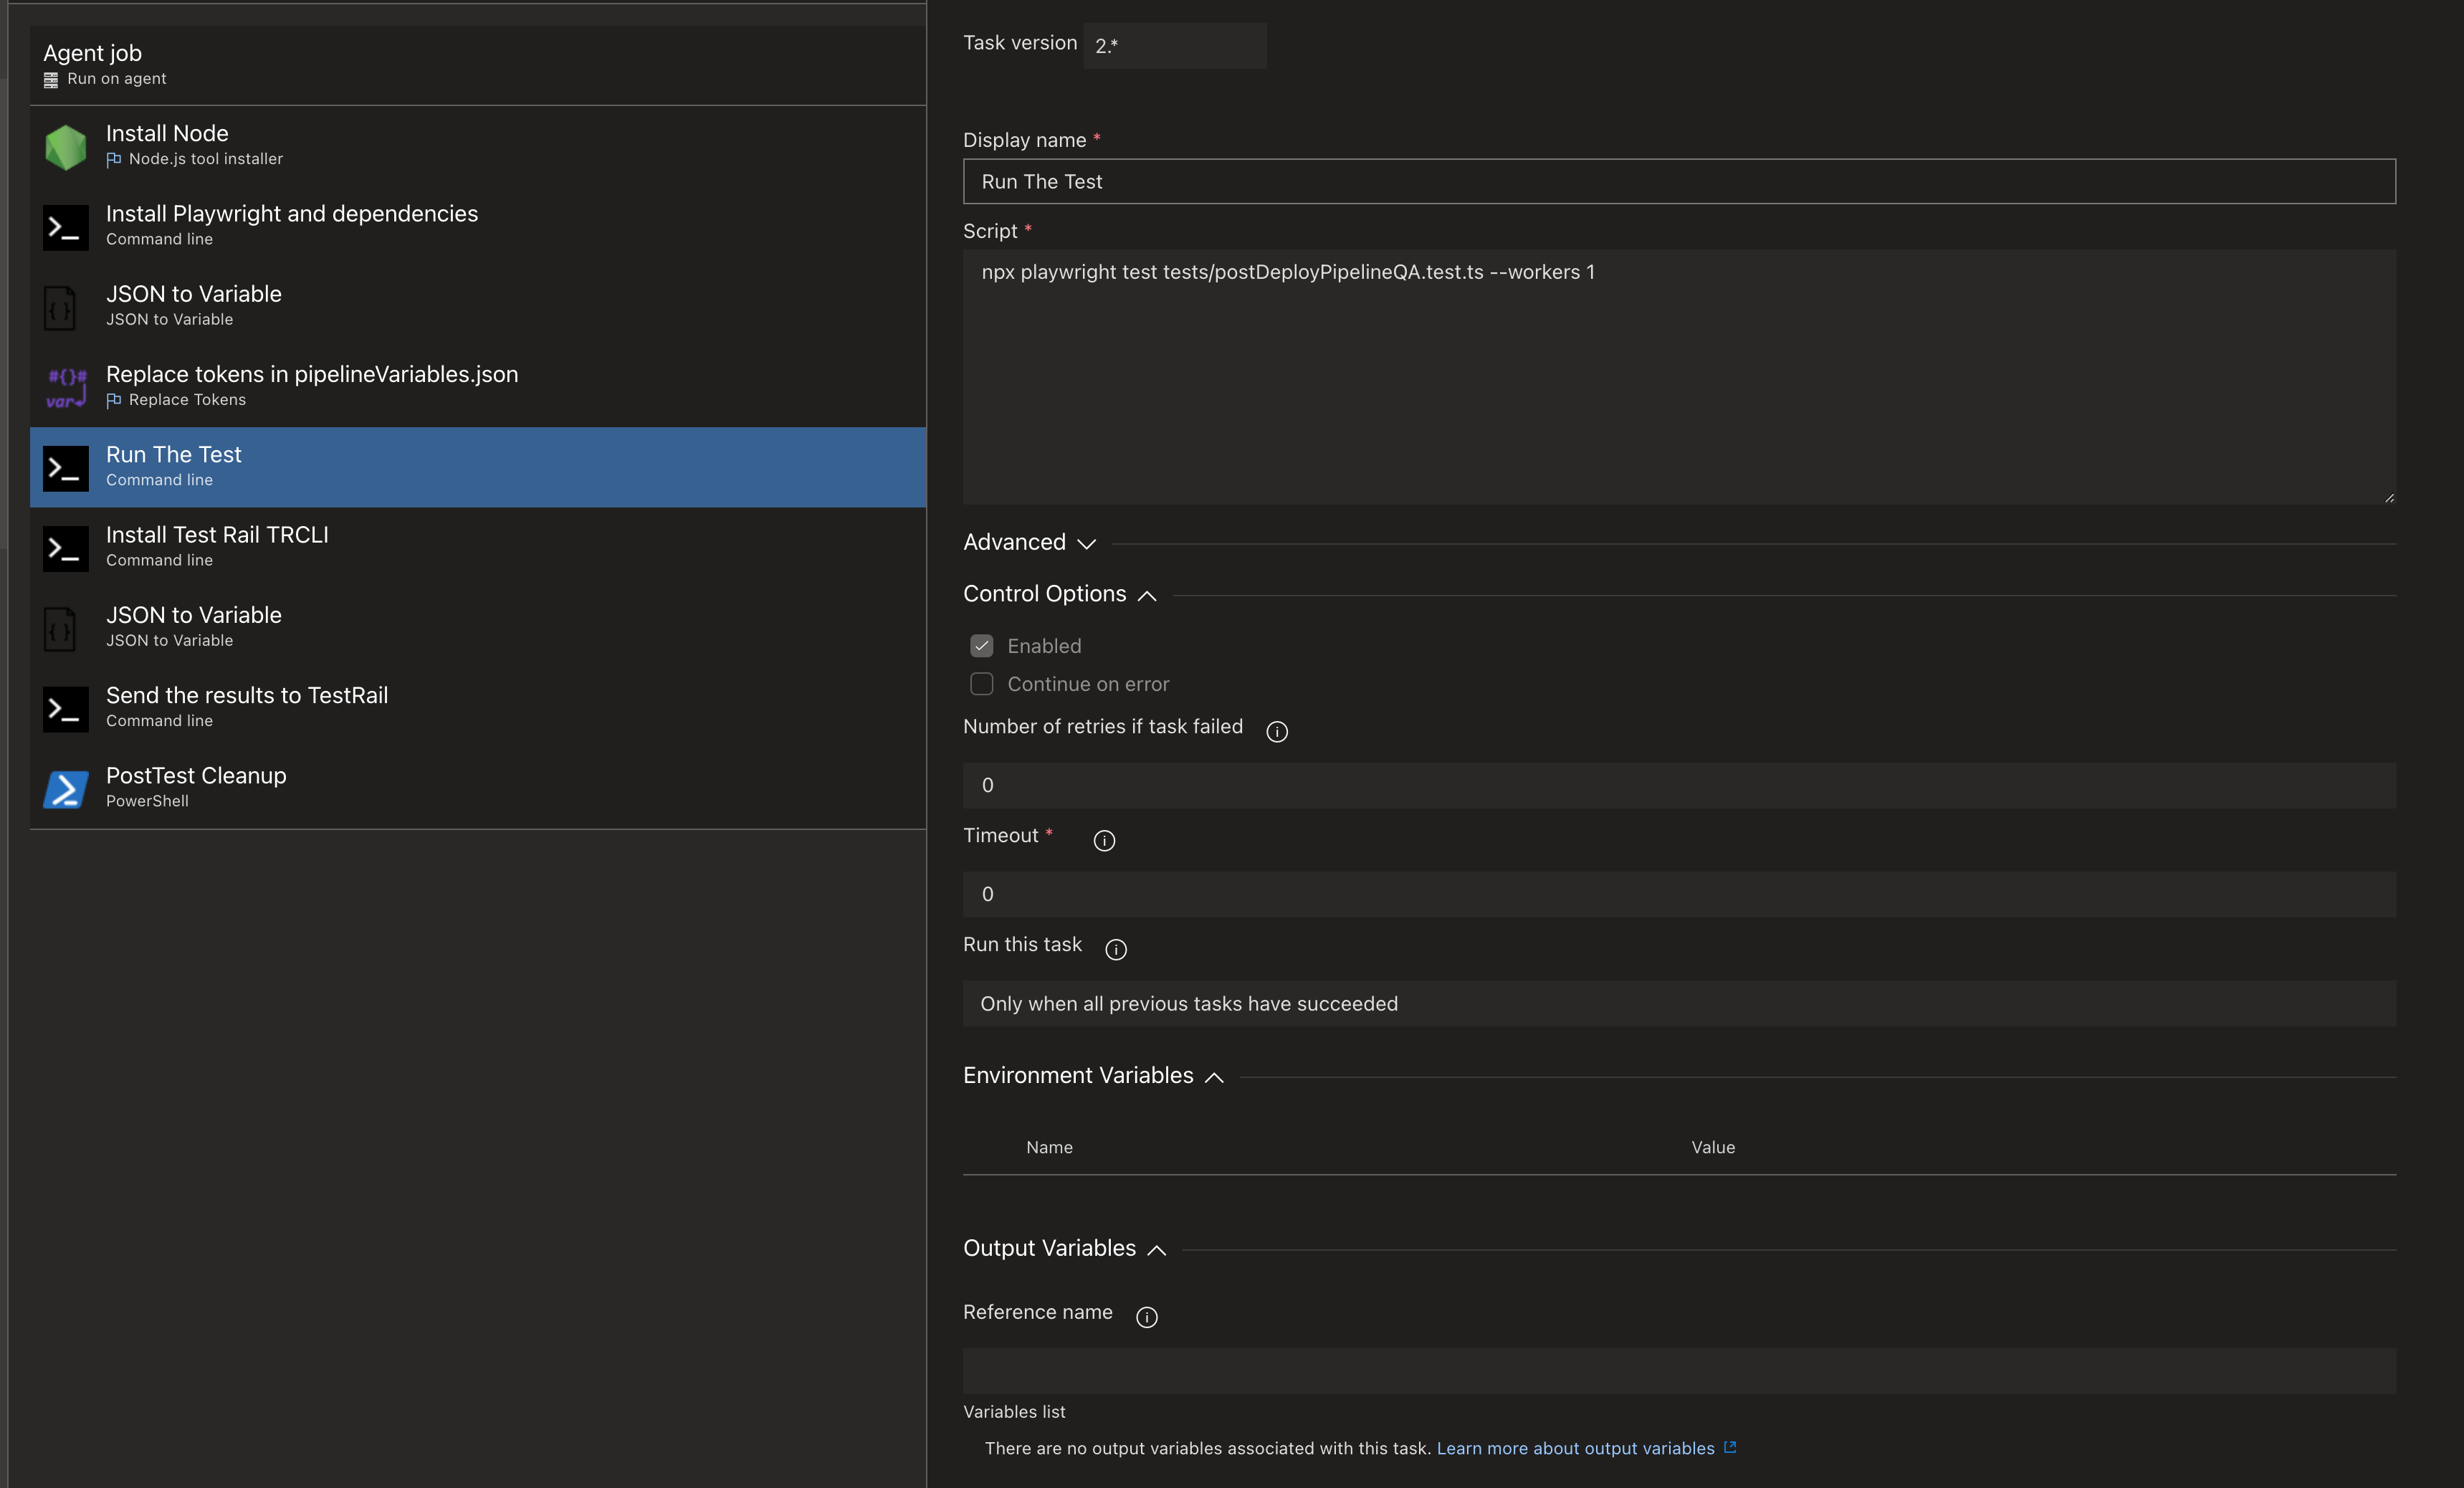 Agent job
Run on agent
Install Node
Node.js tool installer
Install Playwright and dependencies
Command line
JSON to Variable
JSON to Variable
Replace tokens in pipelineVariables.json
Replace Tokens
Run The Test
Command line
Install Test Rail TRCLI
Command line
JSON to Variable
JSON to Variable
Send the results to TestRail
Command line
PostTest Cleanup
PowerShell
Task version 2.*
Display name *
Run The Test
Script *
npx playwright test tests/postDeployPipelineQA.test.ts --workers 1
Advanced
Control Options
Enabled
Continue on error
Number of retries if task failed
0
Timeout *
0
Run this task
Only when all previous tasks have succeeded
Environment Variables
Name Value
Output Variables
Reference name
Variables list
There are no output variables associated with this task. Learn more about output variables